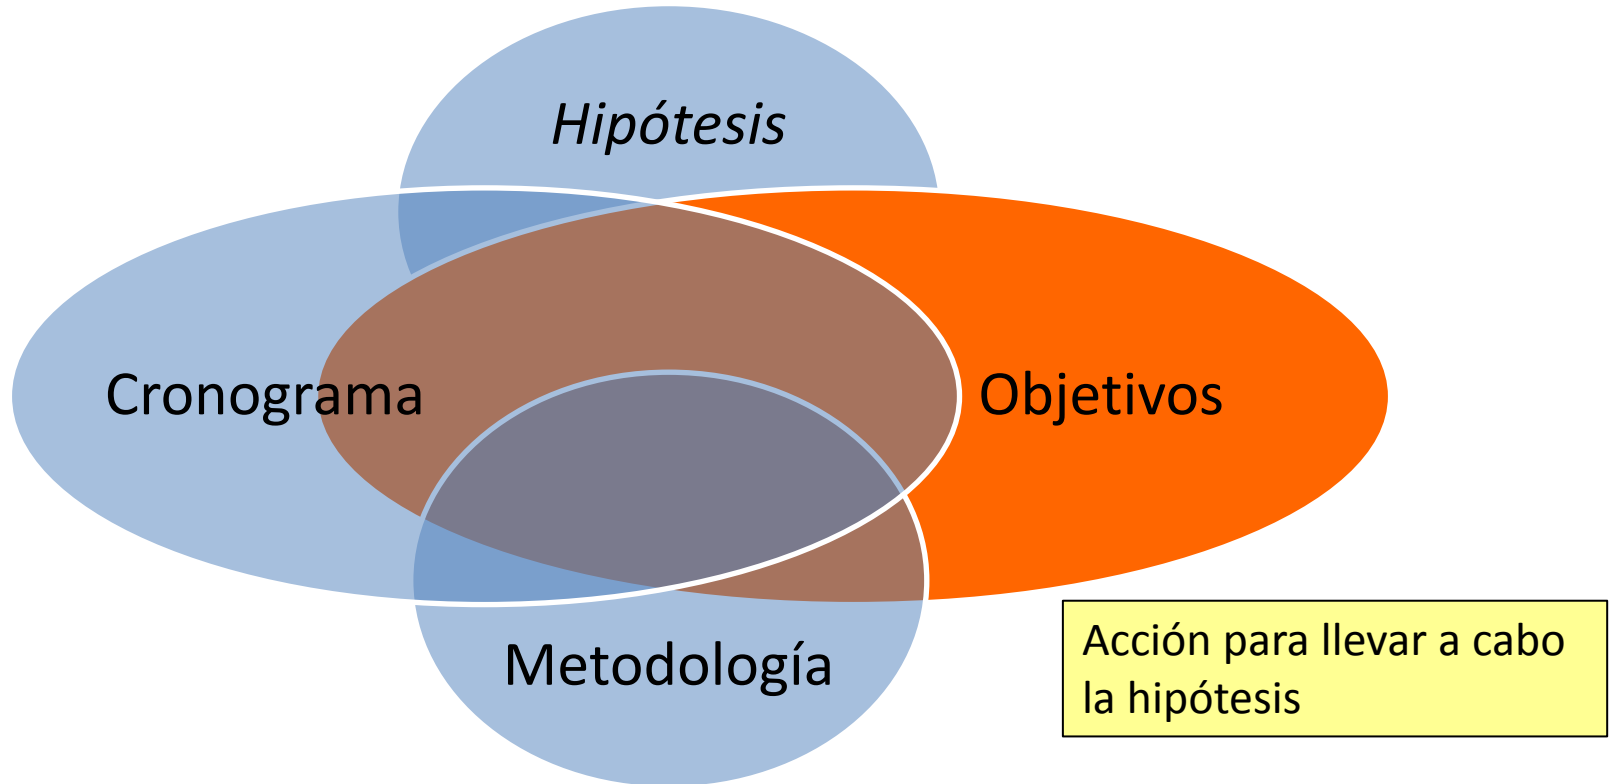 Hipótesis
Cronograma
Objetivos
Metodología
Acción para llevar a cabo
la hipótesis